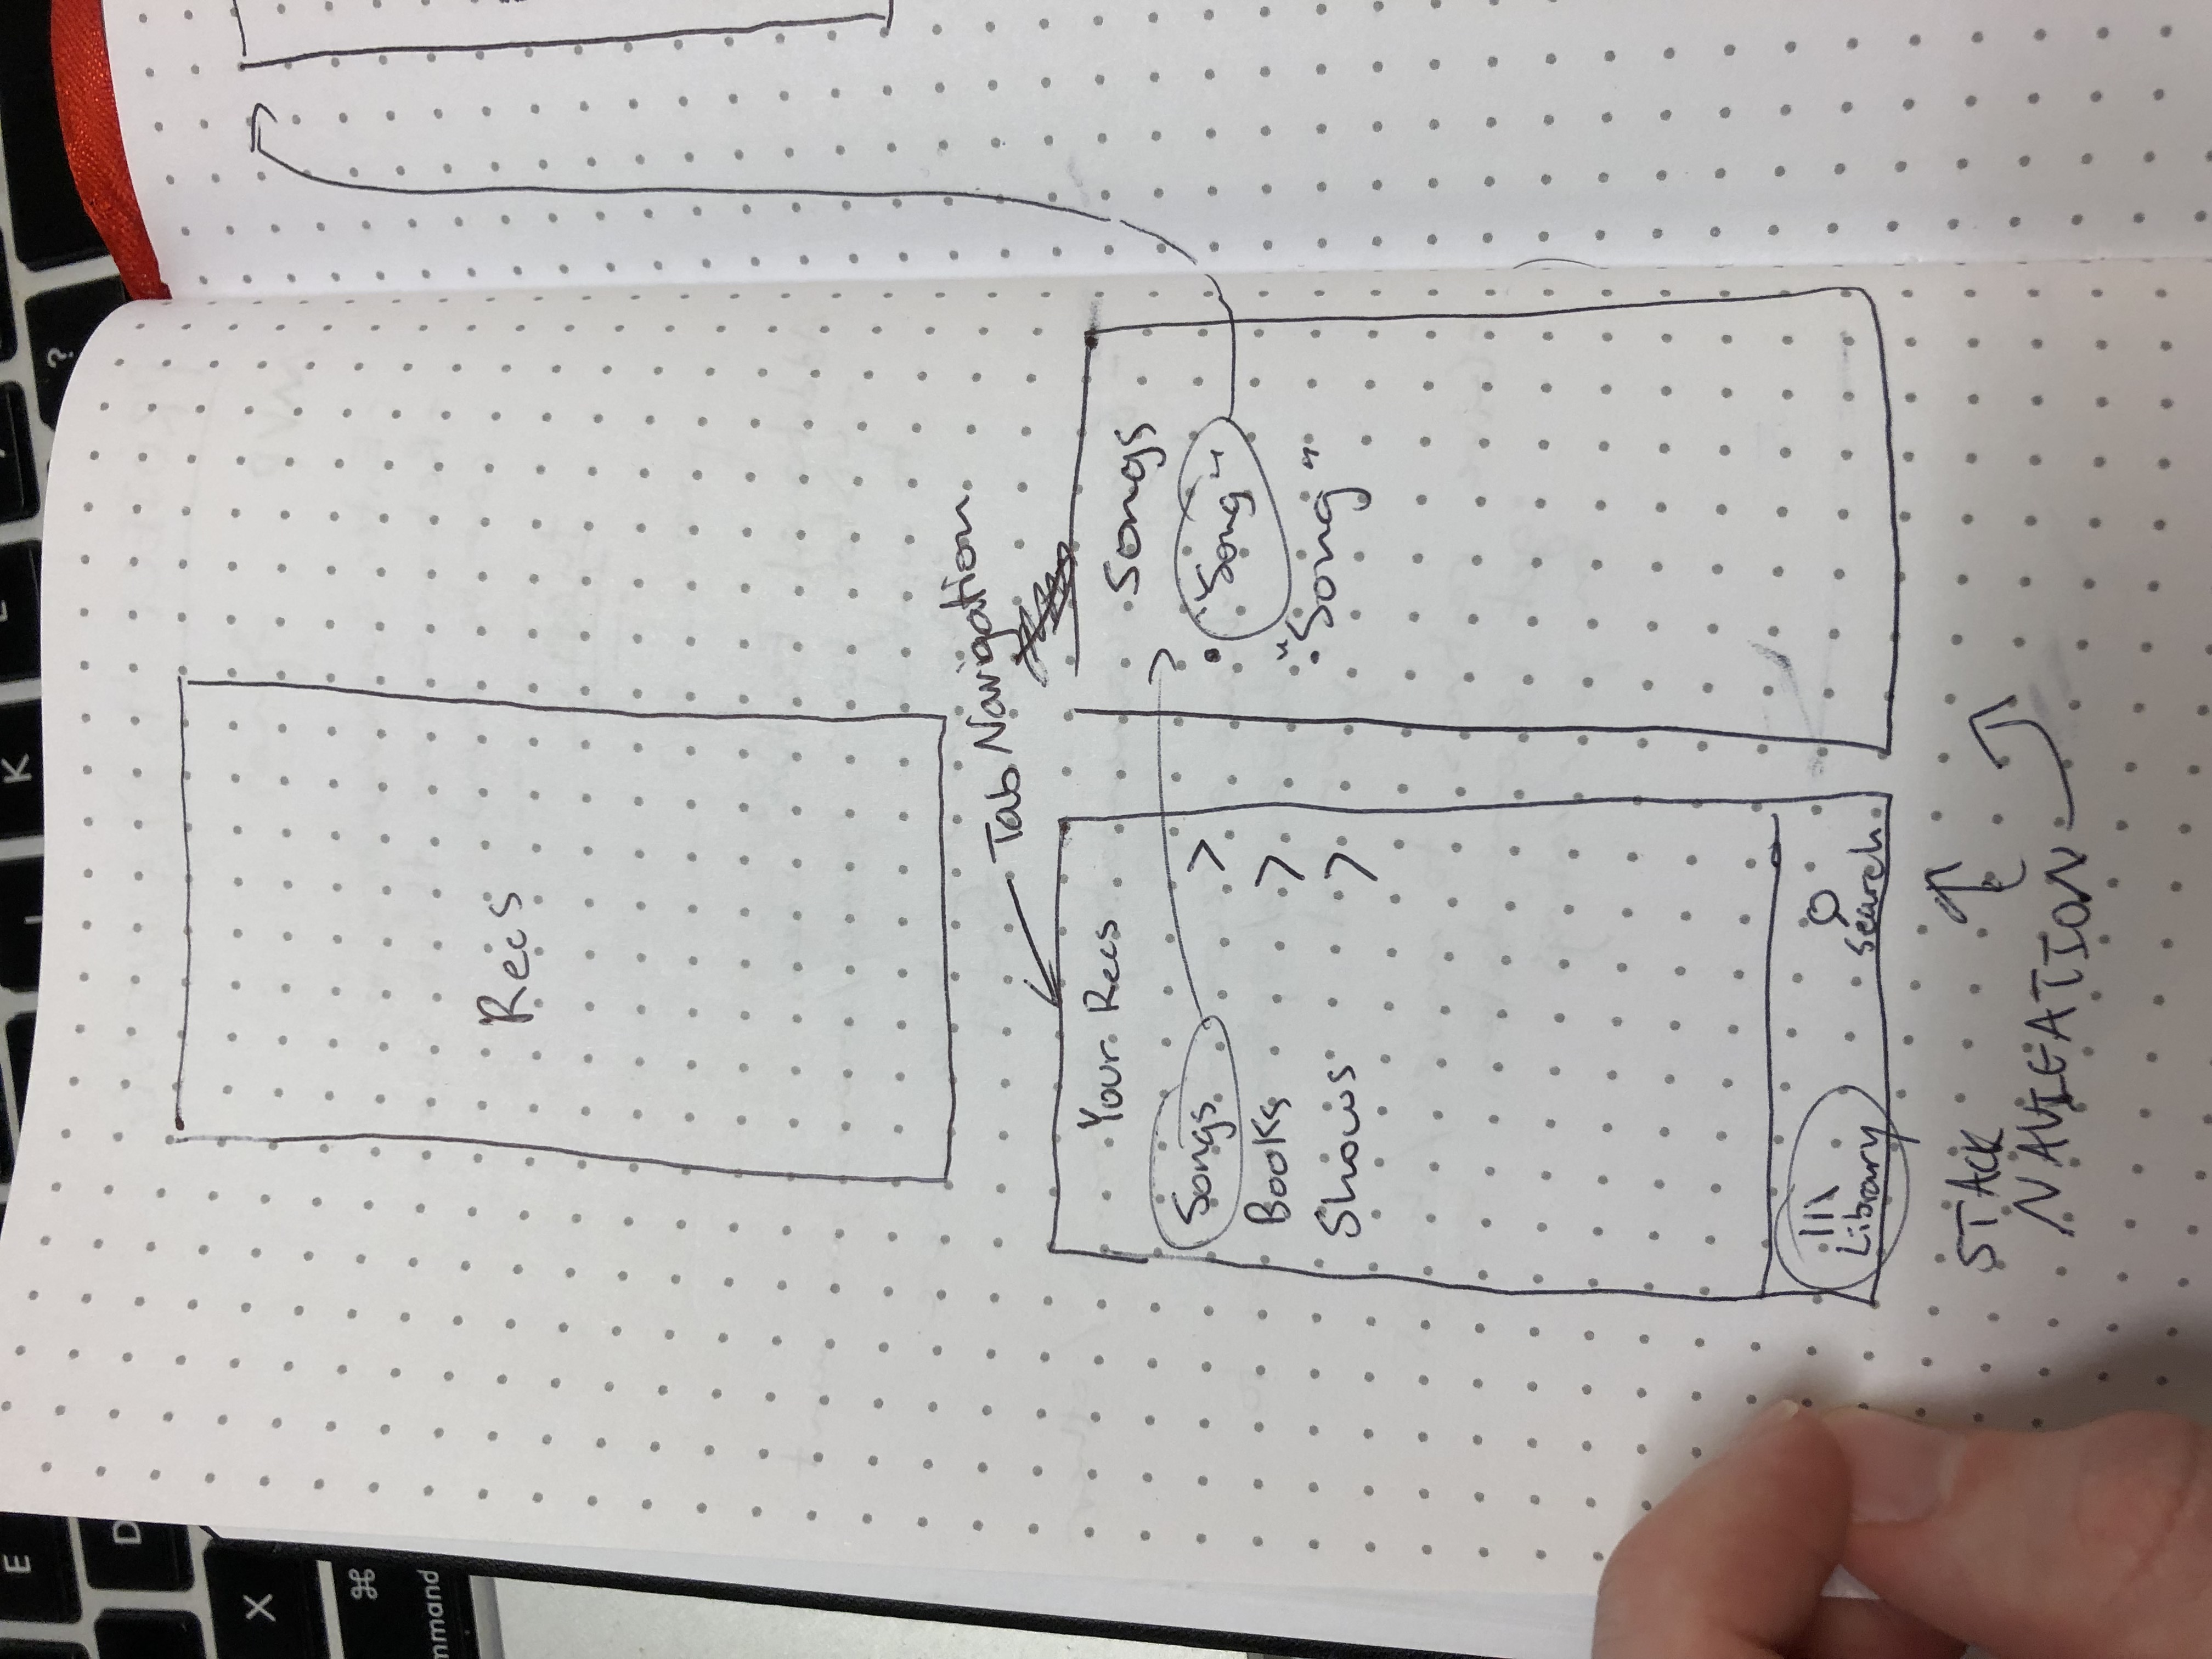 E
K
L
?
D
X
⌘
mmand
Recs
Tab Navigation
Your Recs
Songs >
Books >
Shows >
Library
Search
Songs
• "Song"
• "Song"
STACK
NAVIGATION